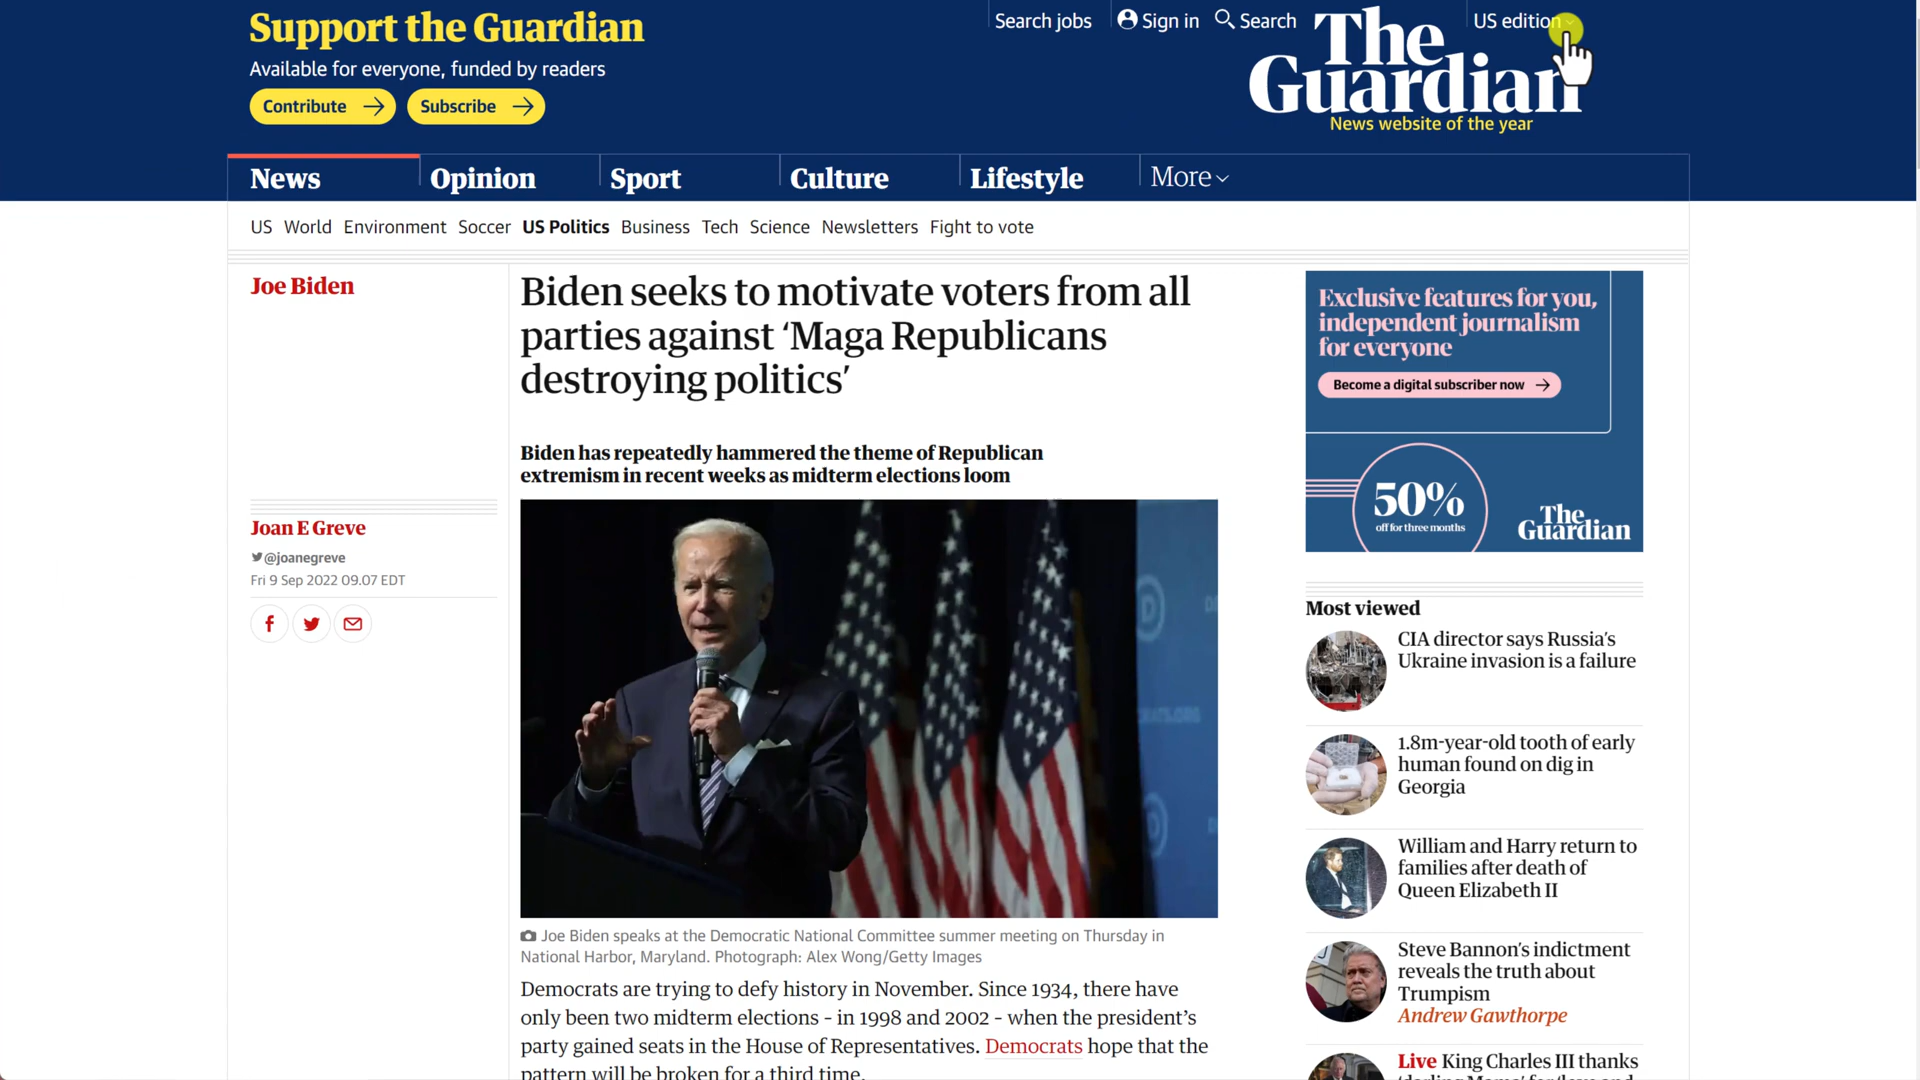 Support the Guardian
Available for everyone, funded by readers
Contribute
Subscribe
Search jobs
Sign in
Search
US edition
The
Guardian
News website of the year
News
Opinion
Sport
Culture
Lifestyle
More
US World Environment Soccer US Politics Business Tech Science Newsletters Fight to vote
Joe Biden
Biden seeks to motivate voters from all
parties against ‘Maga Republicans
destroying politics’
Biden has repeatedly hammered the theme of Republican
extremism in recent weeks as midterm elections loom
Joan E Greve
@joanegreve
Fri 9 Sep 2022 09.07 EDT
Joe Biden speaks at the Democratic National Committee summer meeting on Thursday in
National Harbor, Maryland. Photograph: Alex Wong/Getty Images
Democrats are trying to defy history in November. Since 1934, there have
only been two midterm elections – in 1998 and 2002 – when the president’s
party gained seats in the House of Representatives. Democrats hope that the
pattern will be broken for a third time.
Exclusive features for you,
independent journalism
for everyone
Become a digital subscriber now
50%
off for three months
The
Guardian
Most viewed
CIA director says Russia’s
Ukraine invasion is a failure
1.8m-year-old tooth of early
human found on dig in
Georgia
William and Harry return to
families after death of
Queen Elizabeth II
Steve Bannon’s indictment
reveals the truth about
Trumpism
Andrew Gawthorpe
Live King Charles III thanks